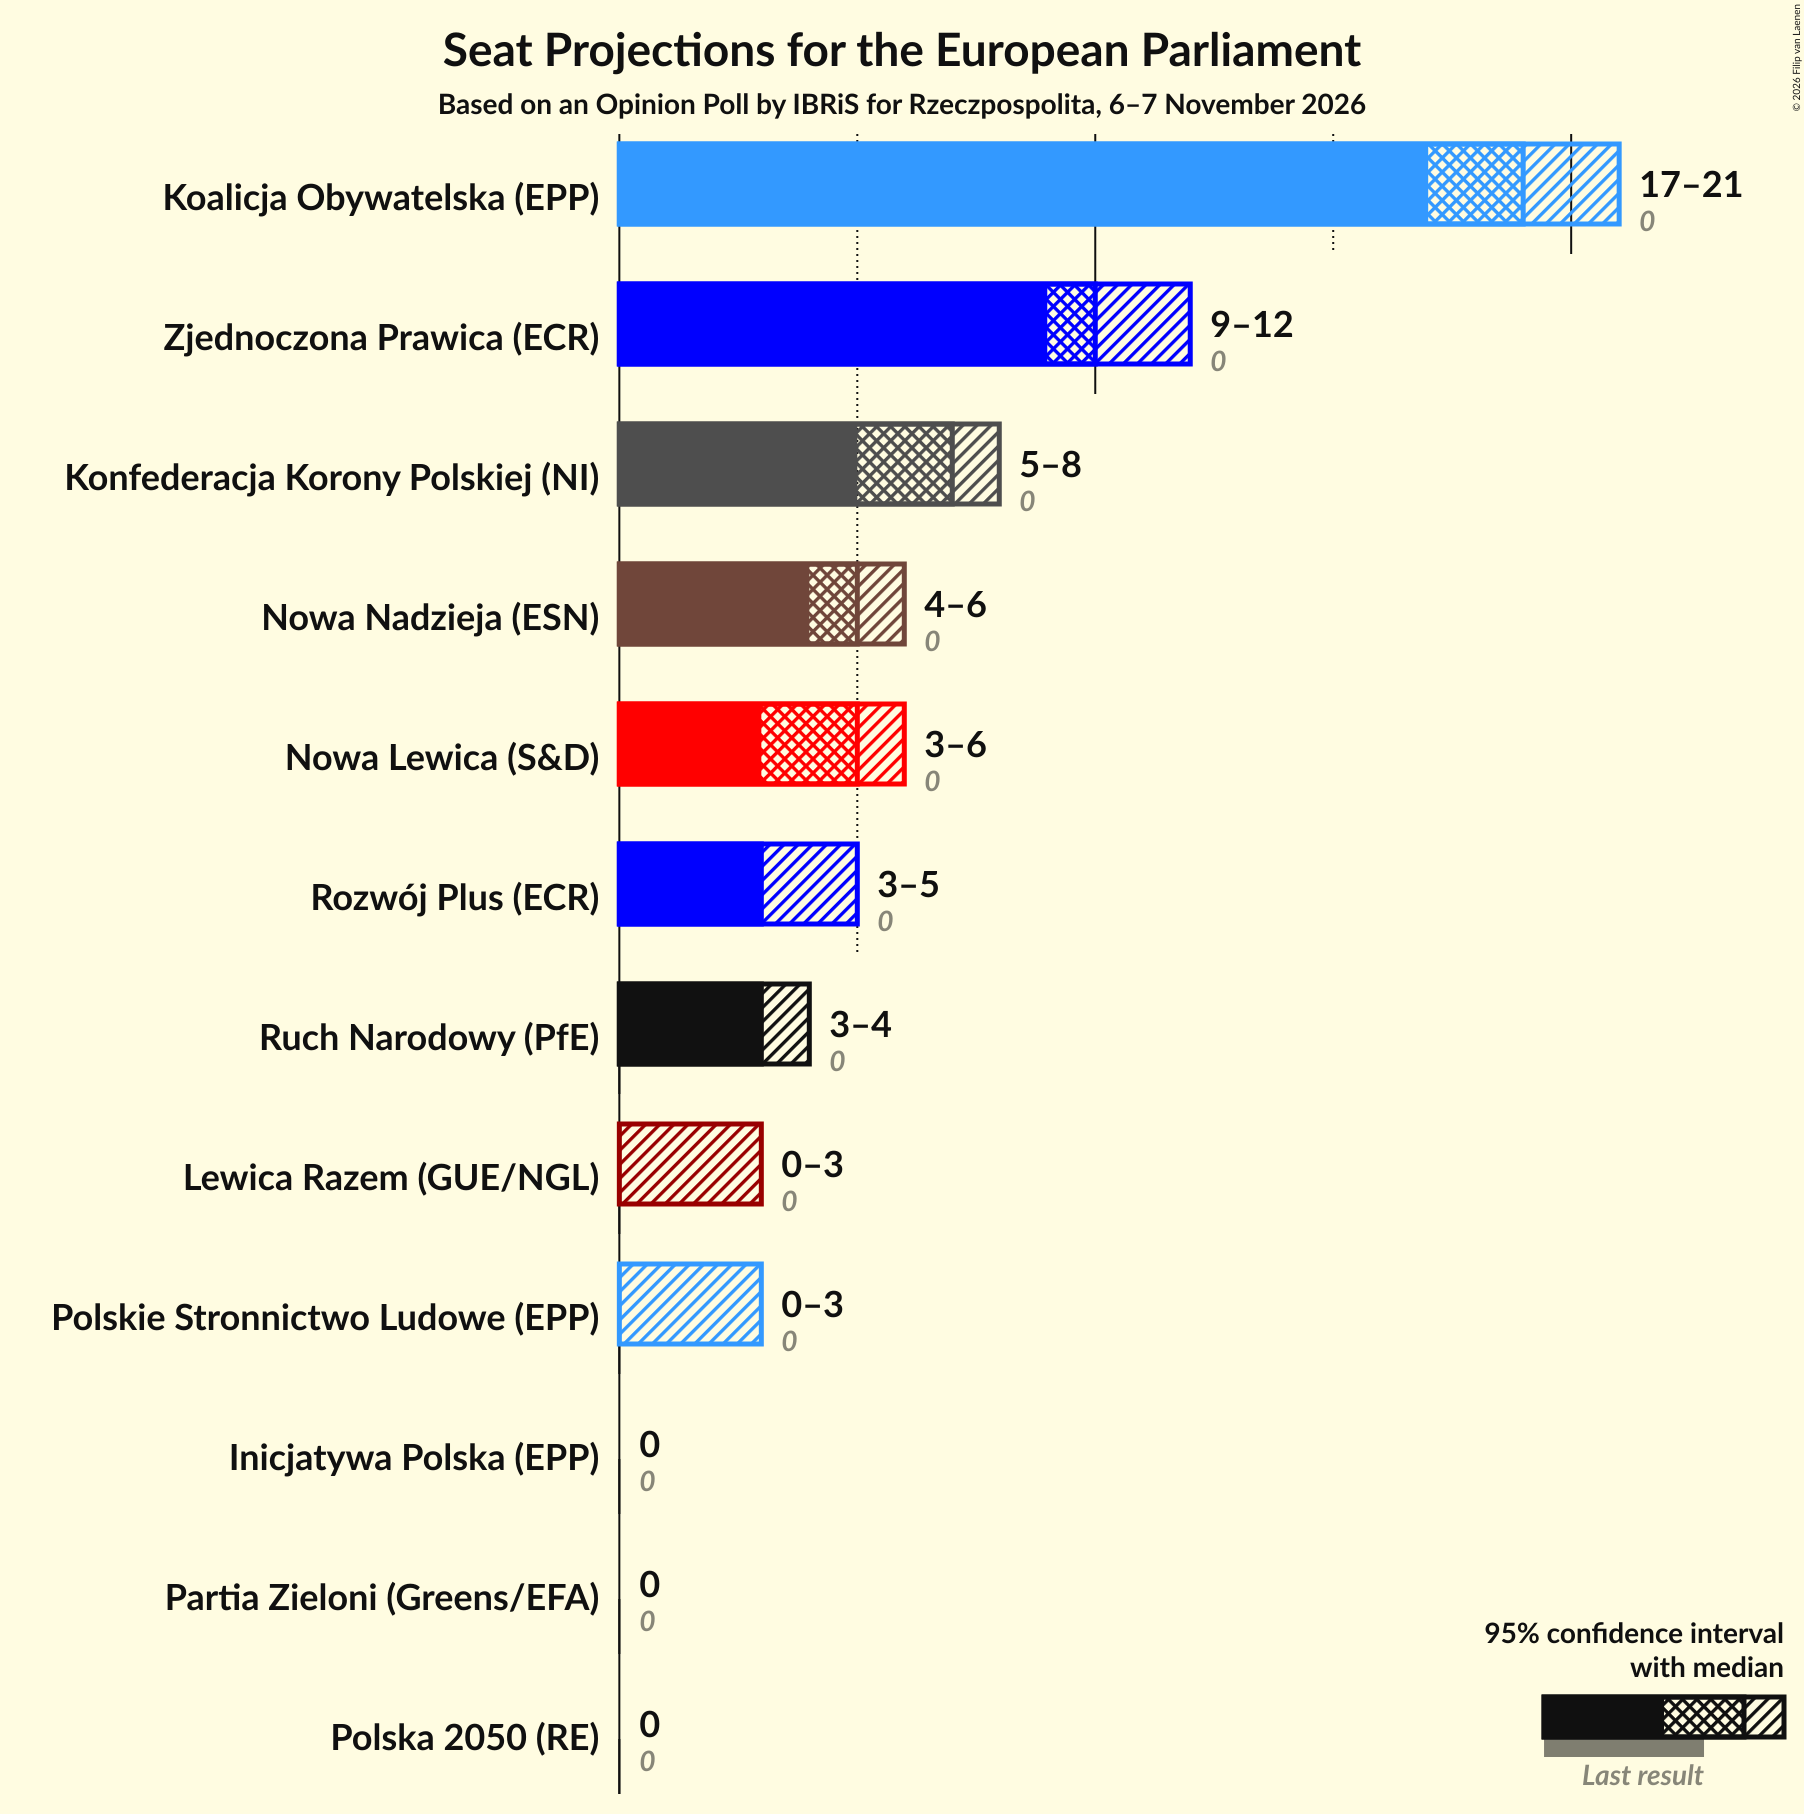 Seat Projections for the European Parliament
Based on an Opinion Poll by IBRiS for Rzeczpospolita, 6–7 November 2026
© 2026 Filip van Laenen
Koalicja Obywatelska (EPP)
17–21
0
Zjednoczona Prawica (ECR)
9–12
0
Konfederacja Korony Polskiej (NI)
5–8
0
Nowa Nadzieja (ESN)
4–6
0
Nowa Lewica (S&D)
3–6
0
Rozwój Plus (ECR)
3–5
0
Ruch Narodowy (PfE)
3–4
0
Lewica Razem (GUE/NGL)
0–3
0
Polskie Stronnictwo Ludowe (EPP)
0–3
0
Inicjatywa Polska (EPP)
0
0
Partia Zieloni (Greens/EFA)
0
0
Polska 2050 (RE)
0
0
95% confidence interval
with median
Last result